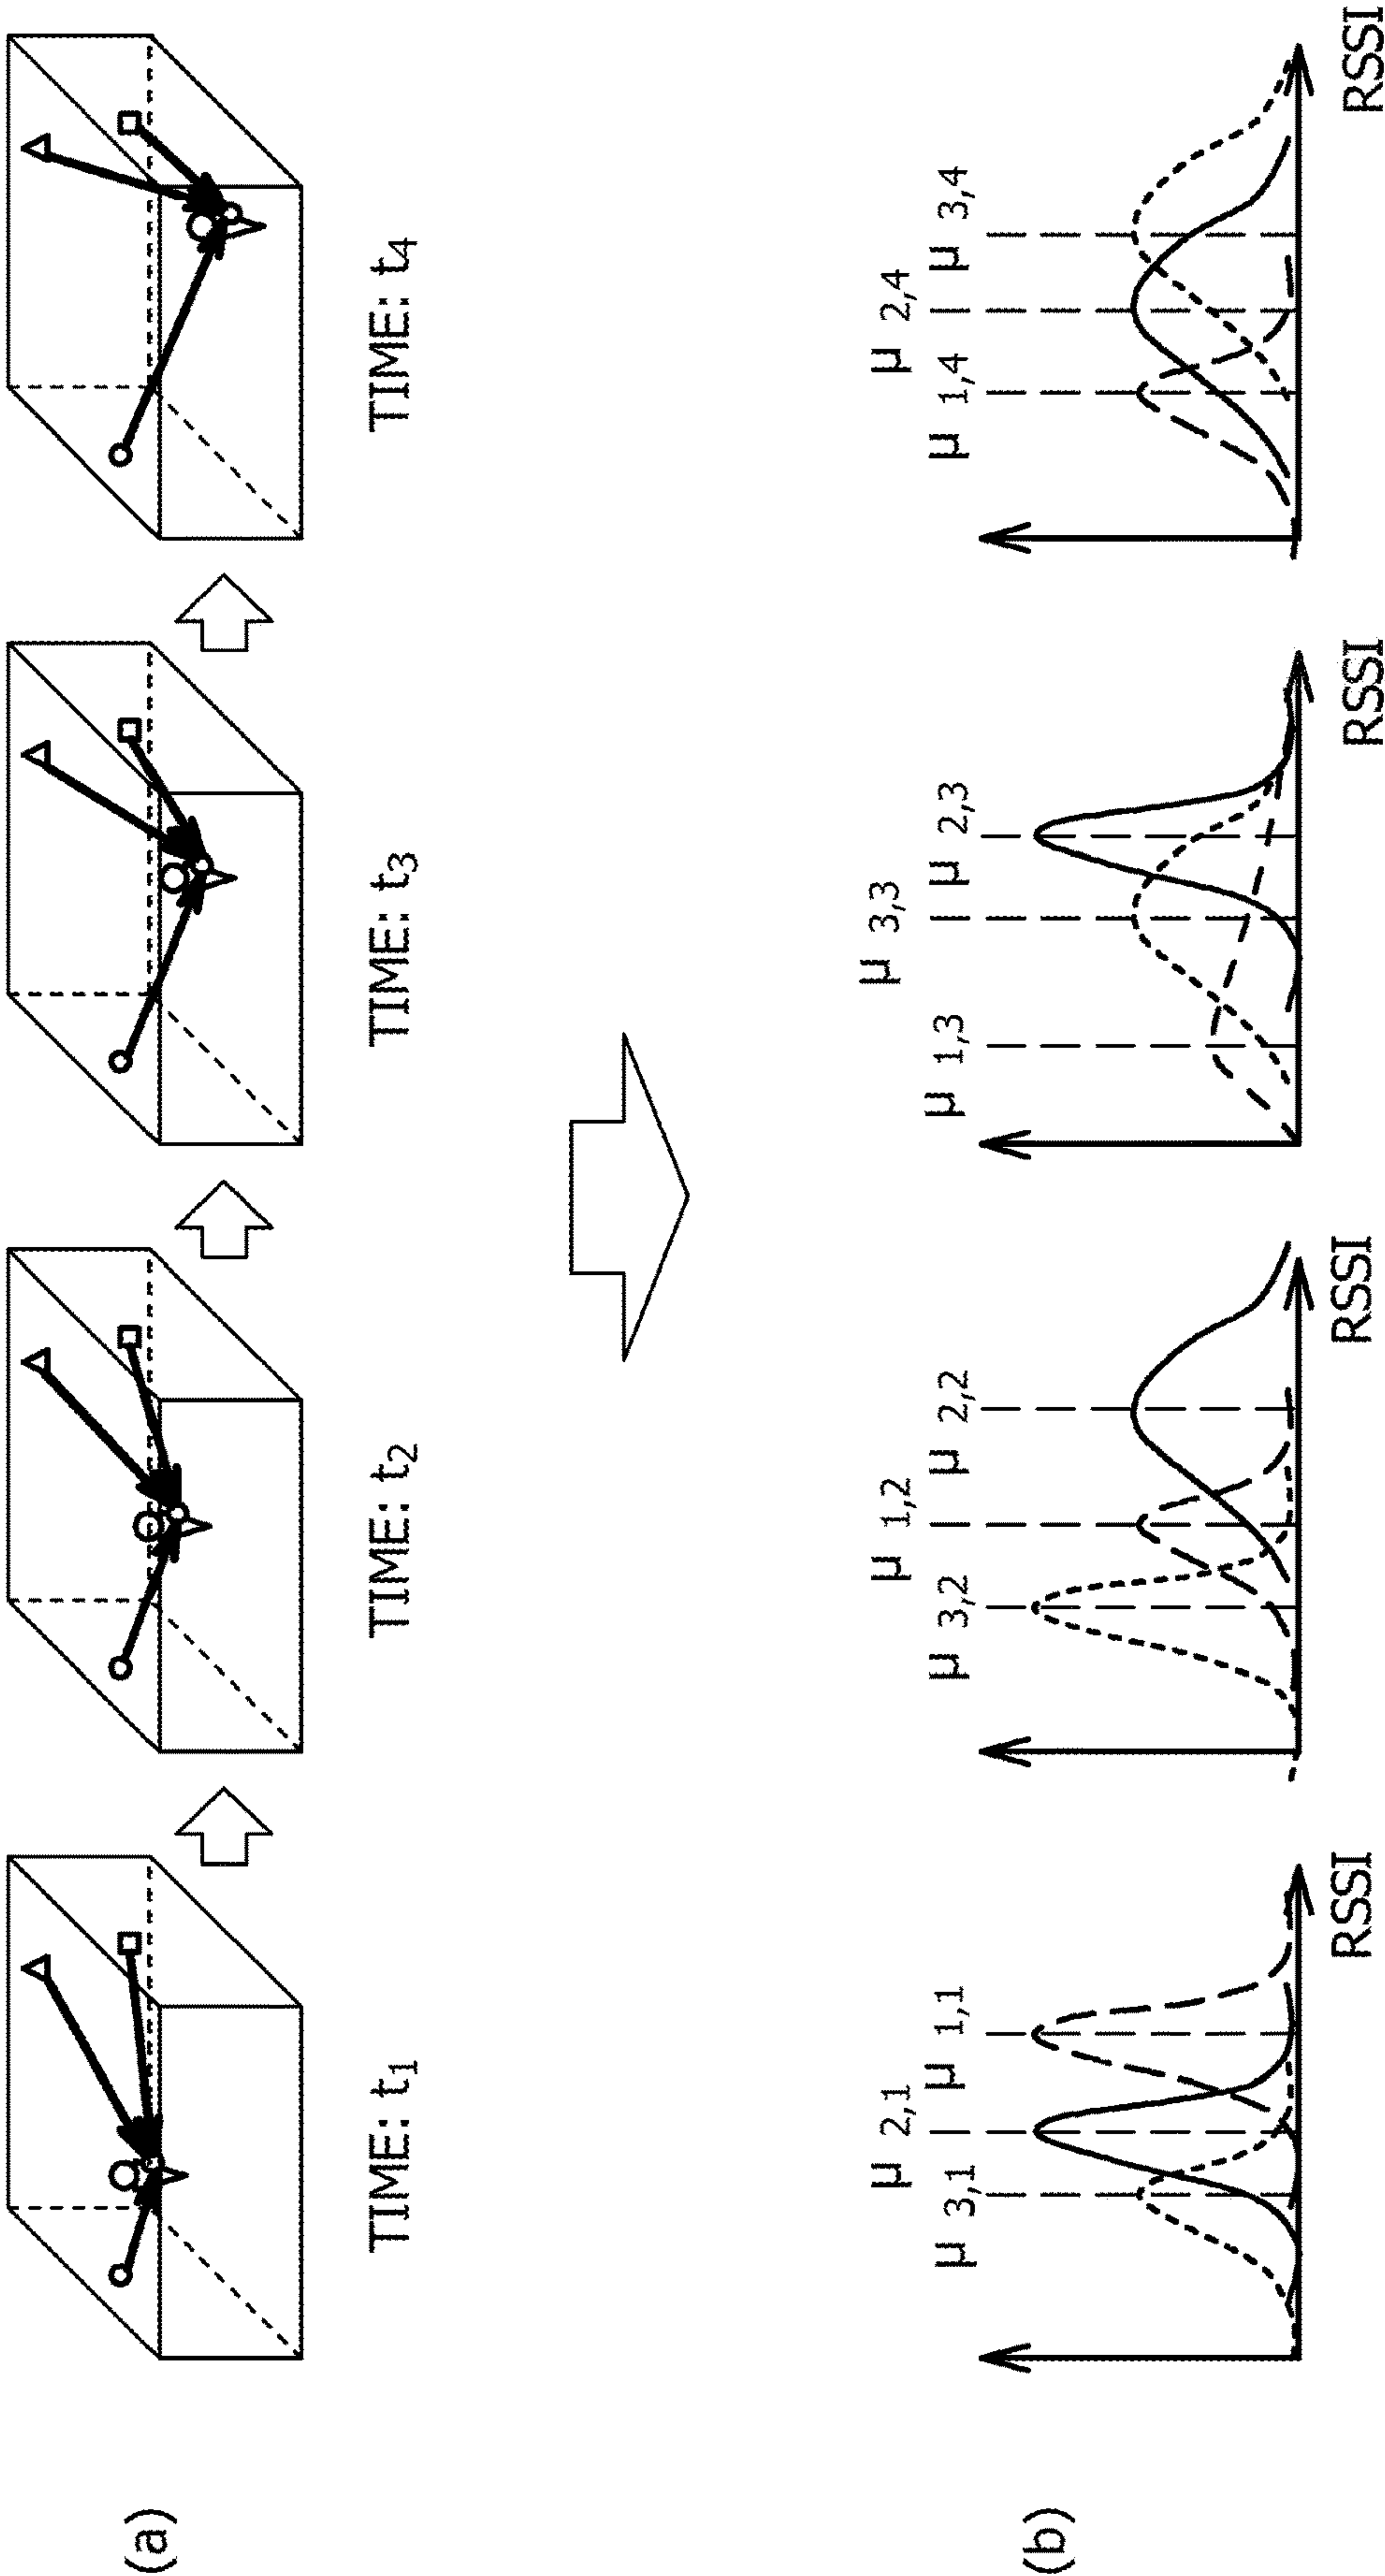 (a)
TIME: t1
TIME: t2
TIME: t3
TIME: t4
(b)
μ 3,1
μ 2,1
μ 1,1
RSSI
μ 3,2
μ 1,2
μ 2,2
RSSI
μ 1,3
μ 3,3
μ 2,3
RSSI
μ 1,4
μ 2,4
μ 3,4
RSSI